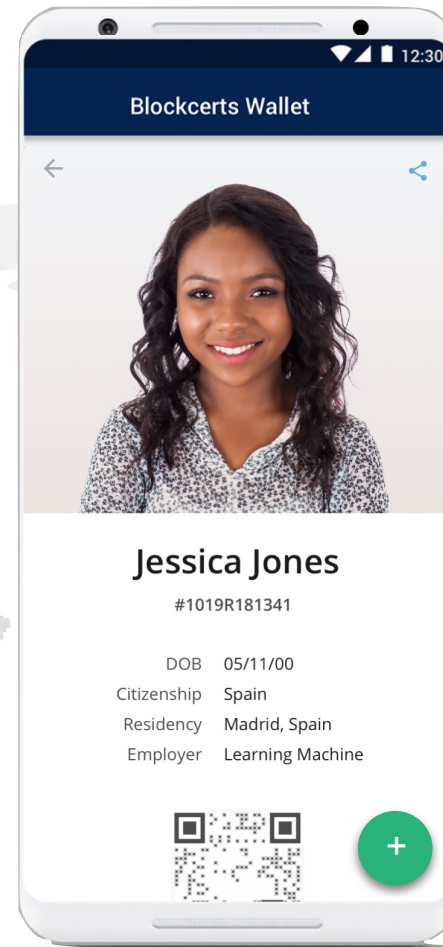 12:30
Blockcerts Wallet
Jessica Jones
#1019R181341
DOB 05/11/00
Citizenship Spain
Residency Madrid, Spain
Employer Learning Machine
+